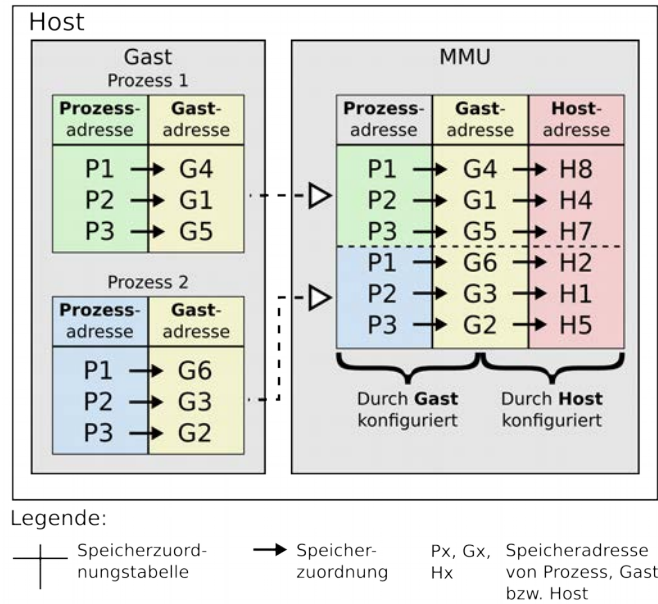 Host
Gast
Prozess 1
Prozess- Gast-
adresse adresse
P1 G4
P2 G1
P3 G5
Prozess 2
Prozess- Gast-
adresse adresse
P1 G6
P2 G3
P3 G2
MMU
Prozess- Gast- Host-
adresse adresse adresse
P1 G4 H8
P2 G1 H4
P3 G5 H7
P1 G6 H2
P2 G3 H1
P3 G2 H5
Durch Gast Durch Host
konfiguriert konfiguriert
Legende:
Speicherzuord-
nungstabelle
Speicher-
zuordnung
Px, Gx,
Hx
Speicheradresse
von Prozess, Gast
bzw. Host